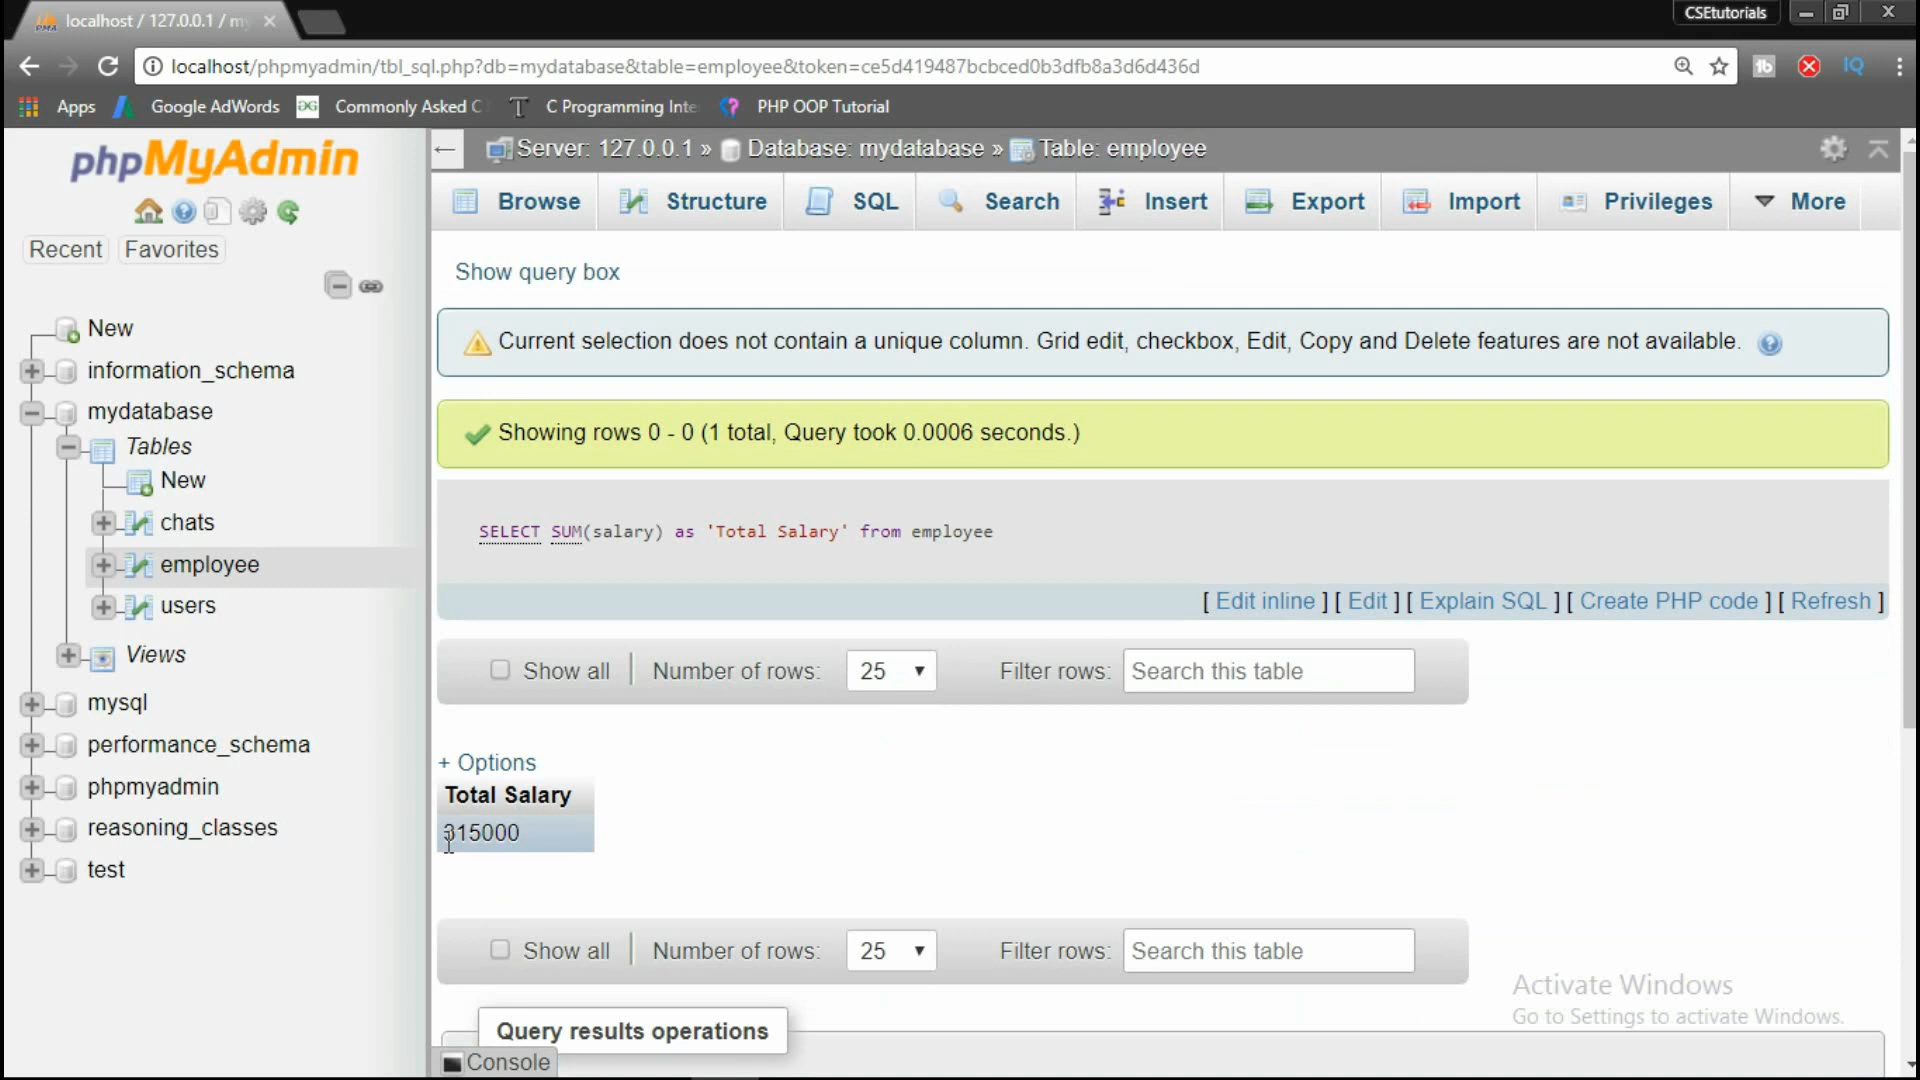 localhost / 127.0.0.1 / my
CSEtutorials
localhost/phpmyadmin/tbl_sql.php?db=mydatabase&table=employee&token=ce5d419487bcbced0b3dfb8a3d6d436d
Apps Google AdWords Commonly Asked C C Programming Inte PHP OOP Tutorial
phpMyAdmin
Recent Favorites
New
information_schema
mydatabase
Tables
New
chats
employee
users
Views
mysql
performance_schema
phpmyadmin
reasoning_classes
test
Server: 127.0.0.1 » Database: mydatabase » Table: employee
Browse Structure SQL Search Insert Export Import Privileges More
Show query box
Current selection does not contain a unique column. Grid edit, checkbox, Edit, Copy and Delete features are not available.
Showing rows 0 - 0 (1 total, Query took 0.0006 seconds.)
SELECT SUM(salary) as 'Total Salary' from employee
[ Edit inline ] [ Edit ] [ Explain SQL ] [ Create PHP code ] [ Refresh ]
Show all Number of rows: 25 Filter rows: Search this table
+ Options
Total Salary
315000
Show all Number of rows: 25 Filter rows: Search this table
Query results operations
Console
Activate Windows
Go to Settings to activate Windows.